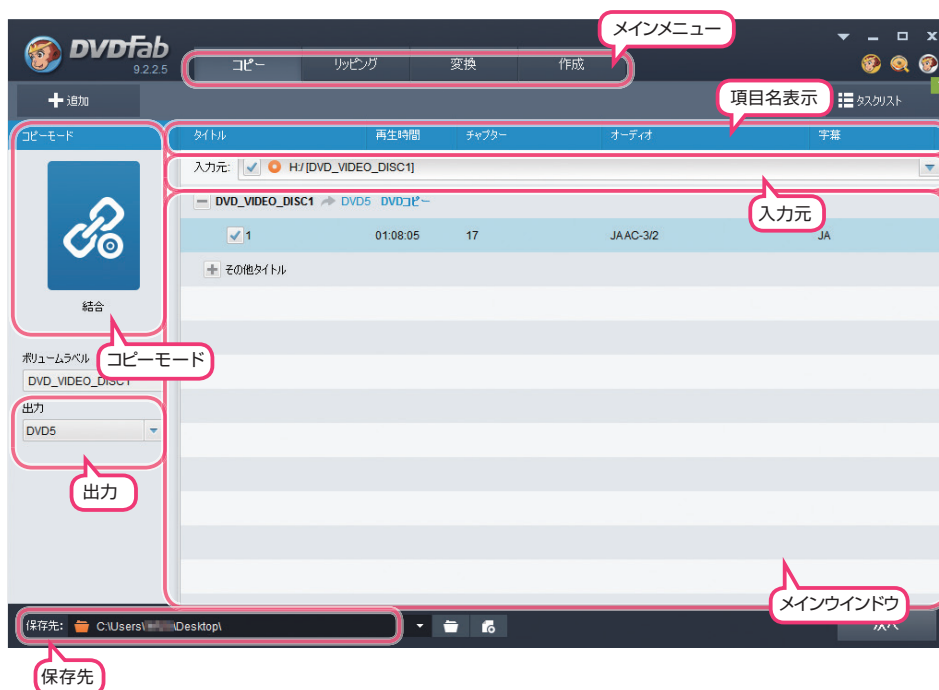 メインメニュー
DVDFab
9.2.2.5
コピー リッピング 変換 作成
追加
項目名表示
タスクリスト
コピーモード
タイトル 再生時間 チャプター オーディオ 字幕
入力元: H:/ [DVD_VIDEO_DISC1]
DVD_VIDEO_DISC1 DVD5 DVDコピー
入力元
1 01:08:05 17 JA AC-3/2 JA
その他タイトル
結合
コピーモード
ボリュームラベル
DVD_VIDEO_DISC1
出力
DVD5
出力
メインウインドウ
保存先: C:\Users\ \Desktop\
次へ
保存先